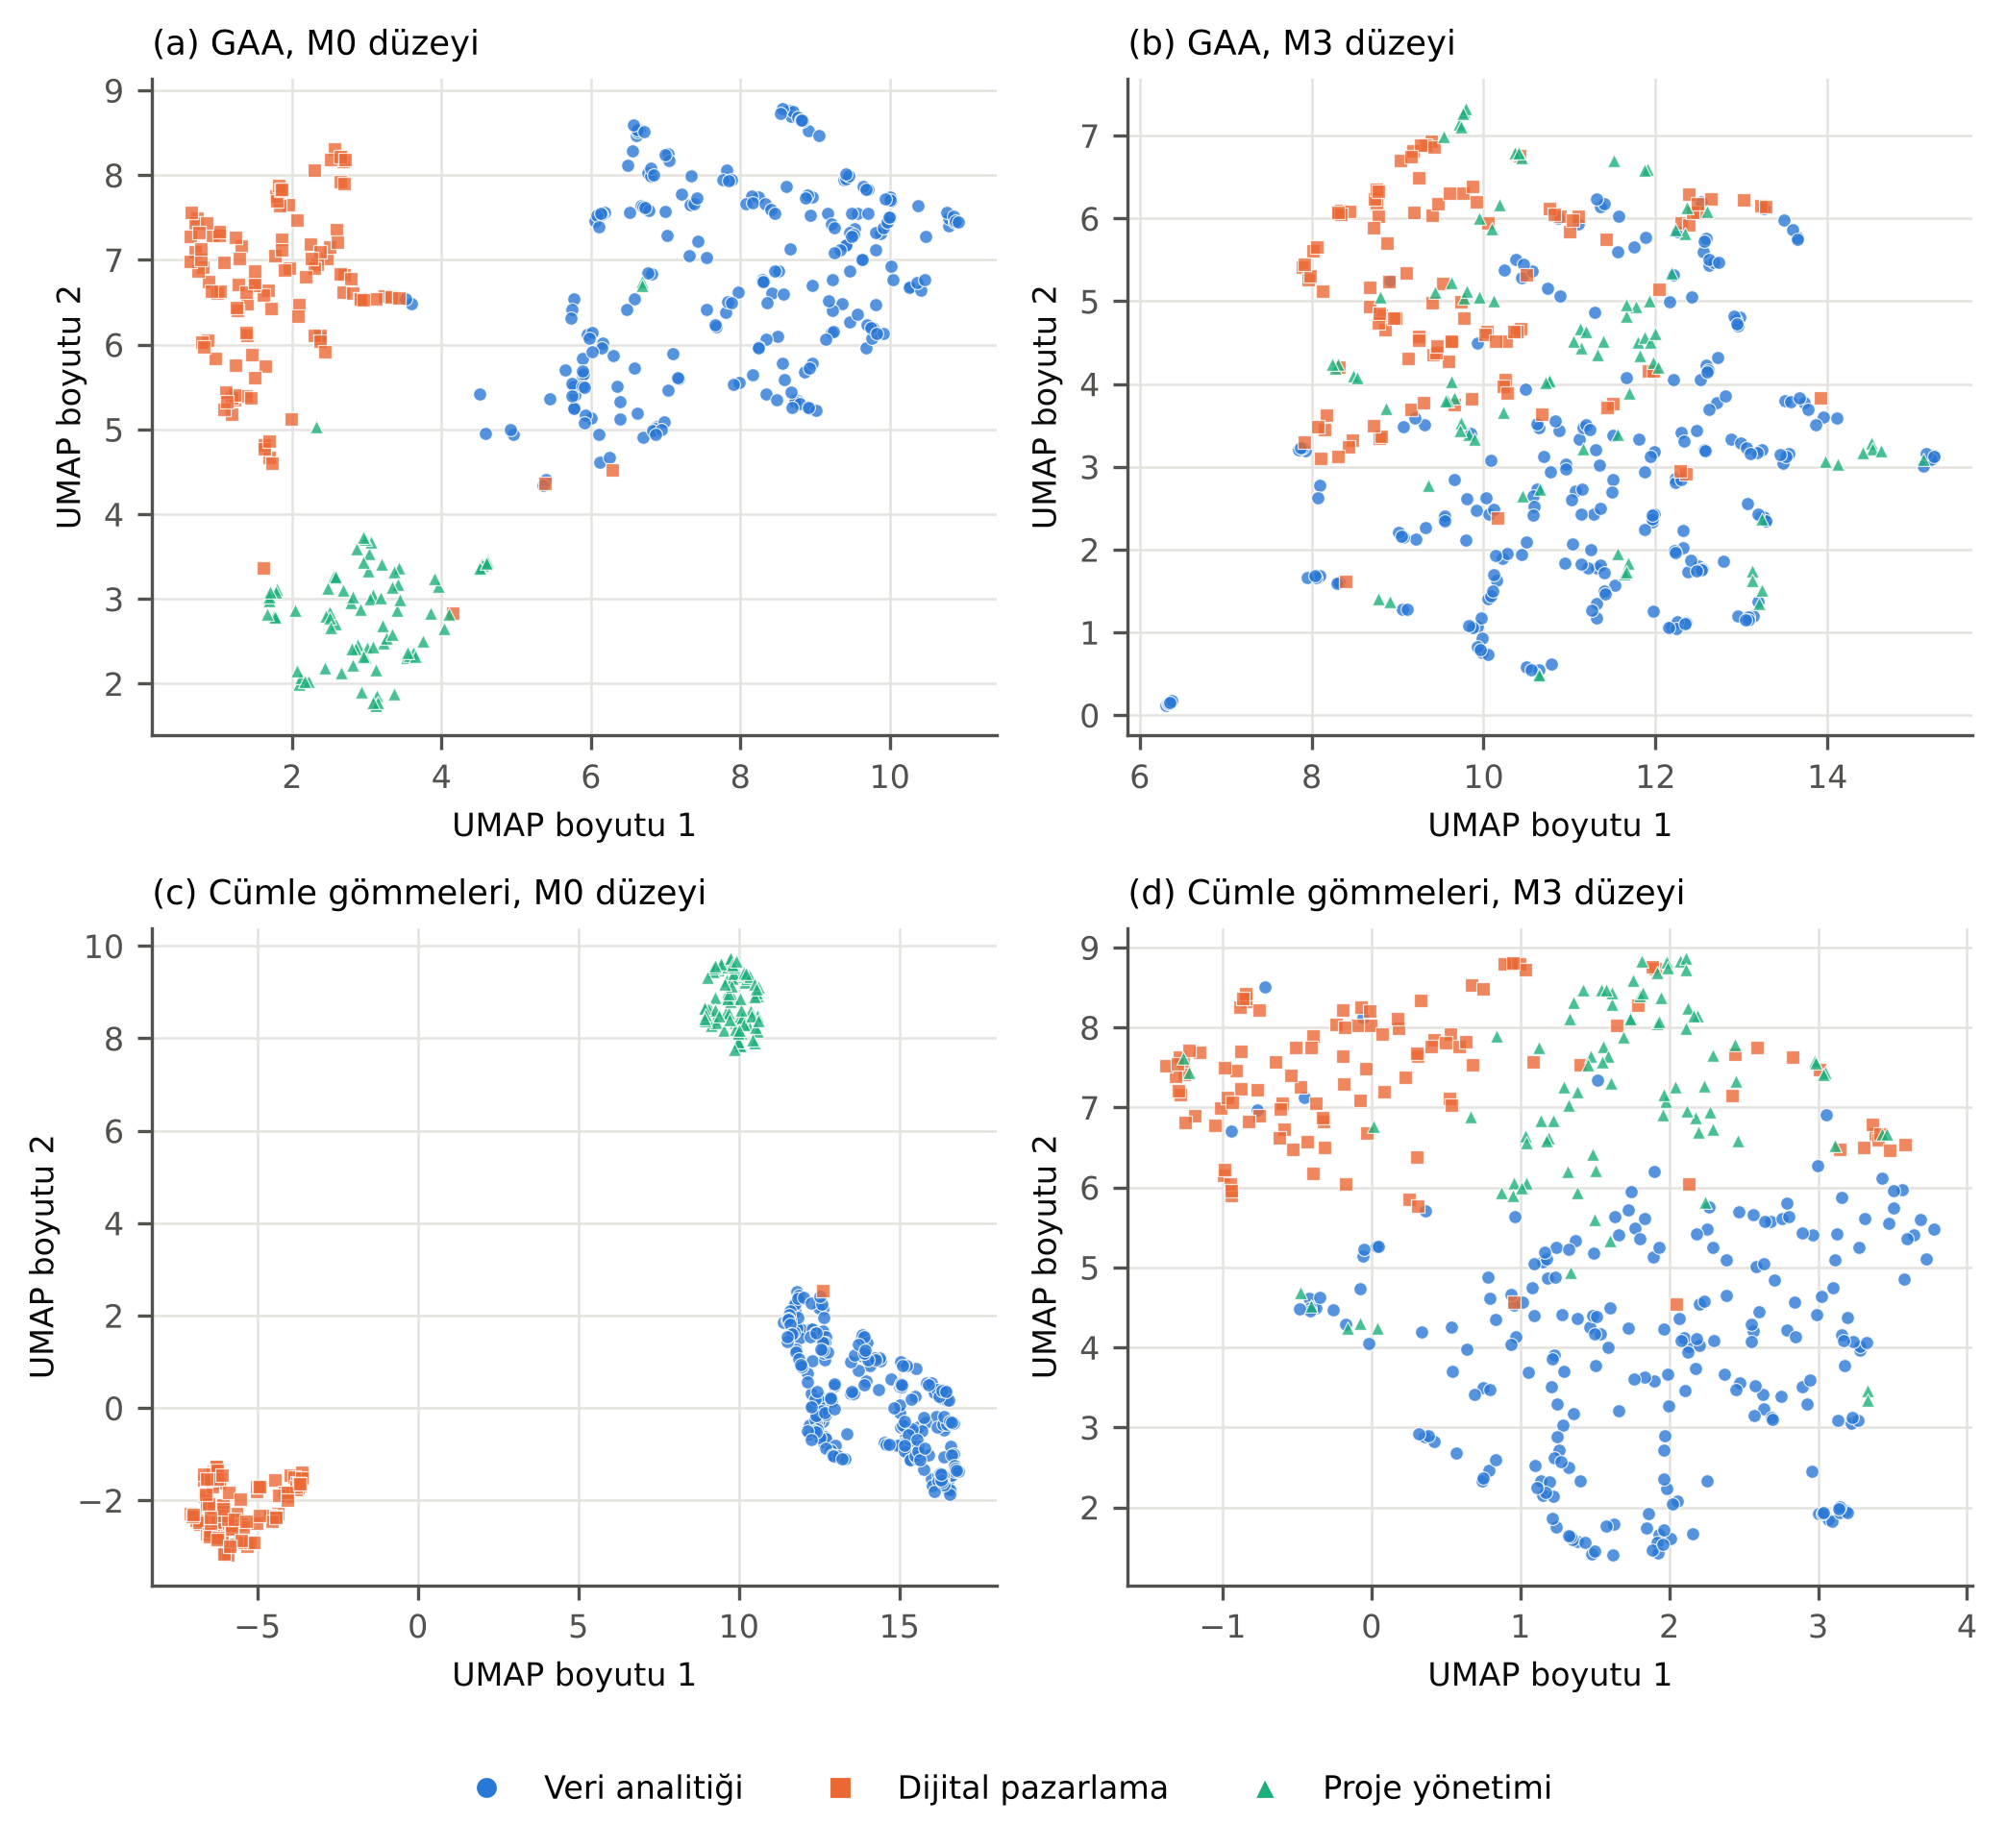 (a) GAA, M0 düzeyi
9
8
7
6
5
4
3
2
UMAP boyutu 2
2 4 6 8 10
UMAP boyutu 1
(b) GAA, M3 düzeyi
7
6
5
4
3
2
1
0
UMAP boyutu 2
6 8 10 12 14
UMAP boyutu 1
(c) Cümle gömmeleri, M0 düzeyi
10
8
6
4
2
0
−2
UMAP boyutu 2
−5 0 5 10 15
UMAP boyutu 1
(d) Cümle gömmeleri, M3 düzeyi
9
8
7
6
5
4
3
2
UMAP boyutu 2
−1 0 1 2 3 4
UMAP boyutu 1
Veri analitiği Dijital pazarlama Proje yönetimi